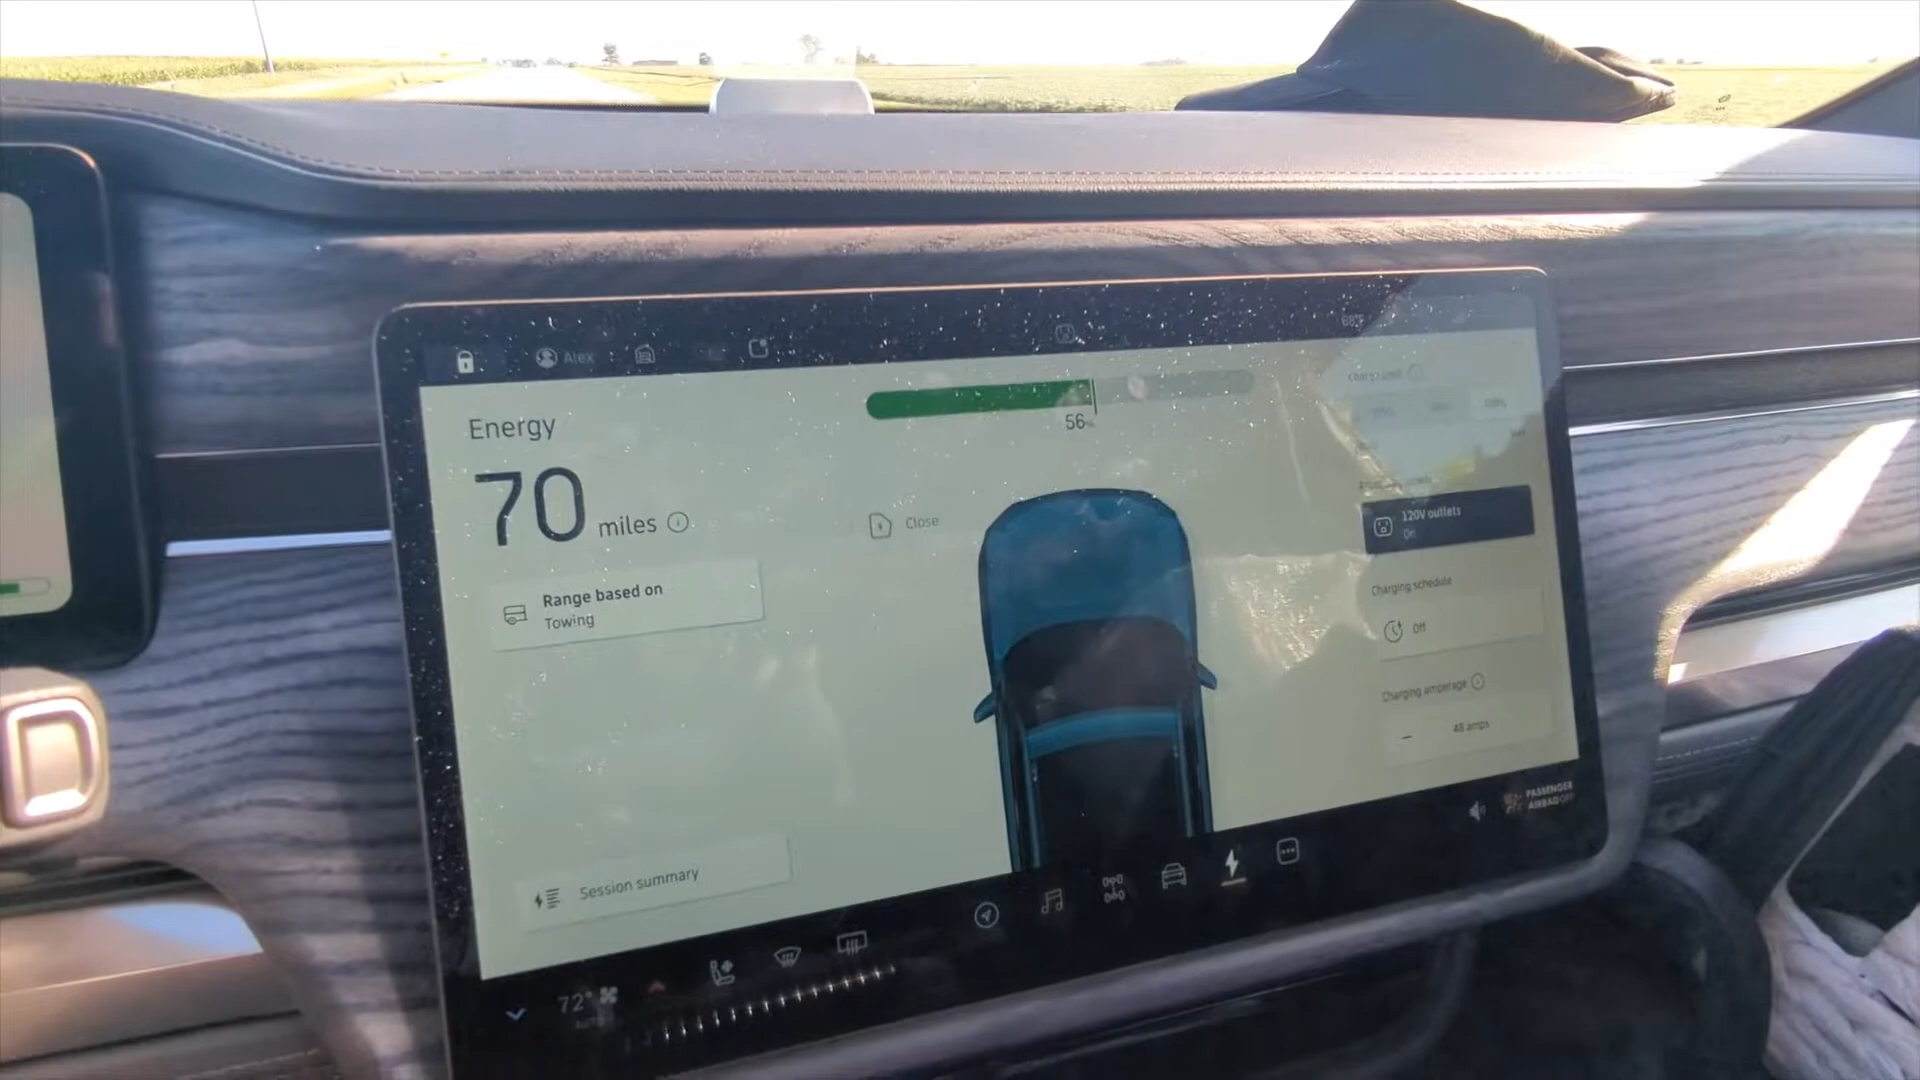 Alex
68°F
Energy
56%
70 miles
Close
Range based on
Towing
120V outlets
On
Charging schedule
Off
Charging amperage
48 amps
Session summary
PASSENGER
AIRBAG OFF
72°